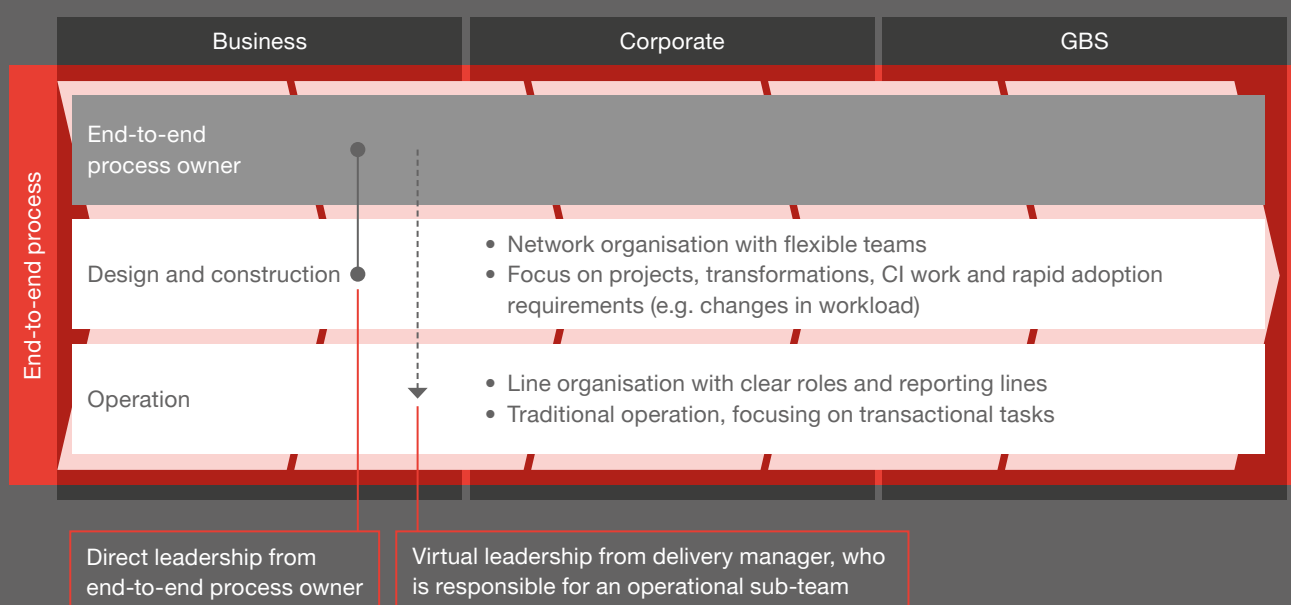 Business
Corporate
GBS
End-to-end process
End-to-end
process owner
Design and construction
• Network organisation with flexible teams
• Focus on projects, transformations, CI work and rapid adoption
requirements (e.g. changes in workload)
Operation
• Line organisation with clear roles and reporting lines
• Traditional operation, focusing on transactional tasks
Direct leadership from
end-to-end process owner
Virtual leadership from delivery manager, who
is responsible for an operational sub-team